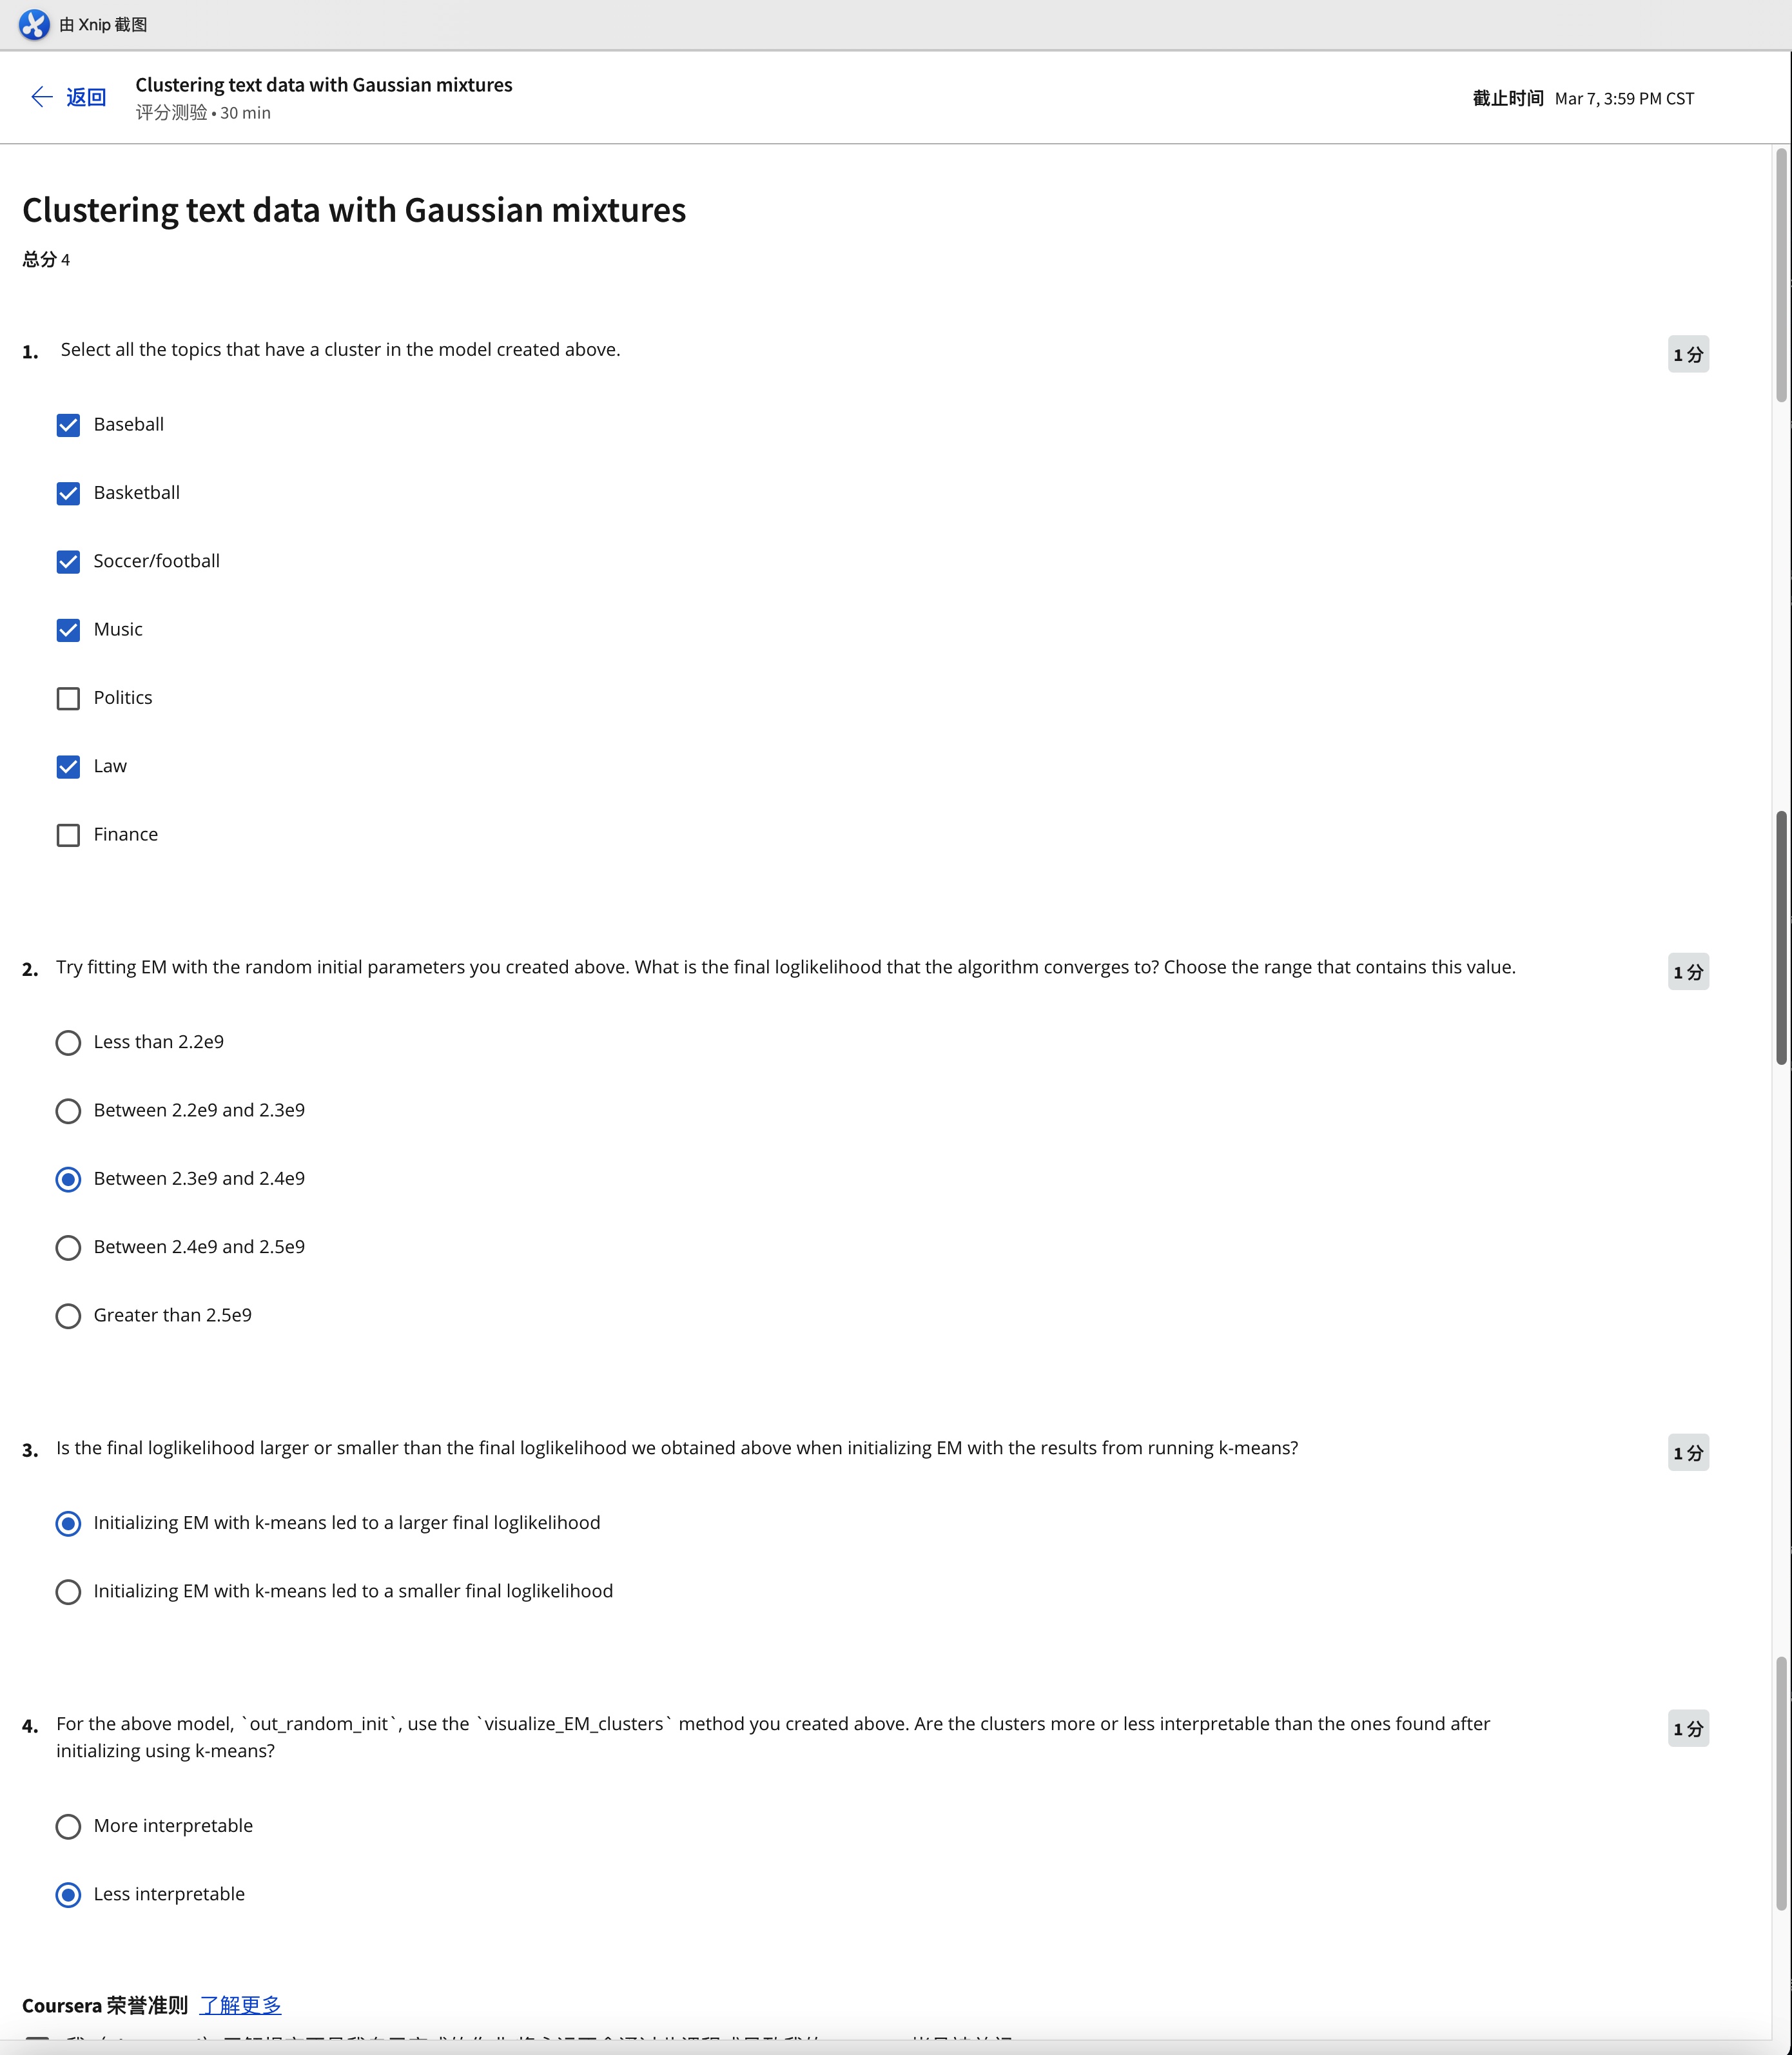 由 Xnip 截图
返回
Clustering text data with Gaussian mixtures
评分测验 • 30 min
截止时间 Mar 7, 3:59 PM CST
Clustering text data with Gaussian mixtures
总分 4
1. Select all the topics that have a cluster in the model created above.
1 分
Baseball
Basketball
Soccer/football
Music
Politics
Law
Finance
2. Try fitting EM with the random initial parameters you created above. What is the final loglikelihood that the algorithm converges to? Choose the range that contains this value.
1 分
Less than 2.2e9
Between 2.2e9 and 2.3e9
Between 2.3e9 and 2.4e9
Between 2.4e9 and 2.5e9
Greater than 2.5e9
3. Is the final loglikelihood larger or smaller than the final loglikelihood we obtained above when initializing EM with the results from running k-means?
1 分
Initializing EM with k-means led to a larger final loglikelihood
Initializing EM with k-means led to a smaller final loglikelihood
4. For the above model, `out_random_init`, use the `visualize_EM_clusters` method you created above. Are the clusters more or less interpretable than the ones found after
initializing using k-means?
1 分
More interpretable
Less interpretable
Coursera 荣誉准则 了解更多